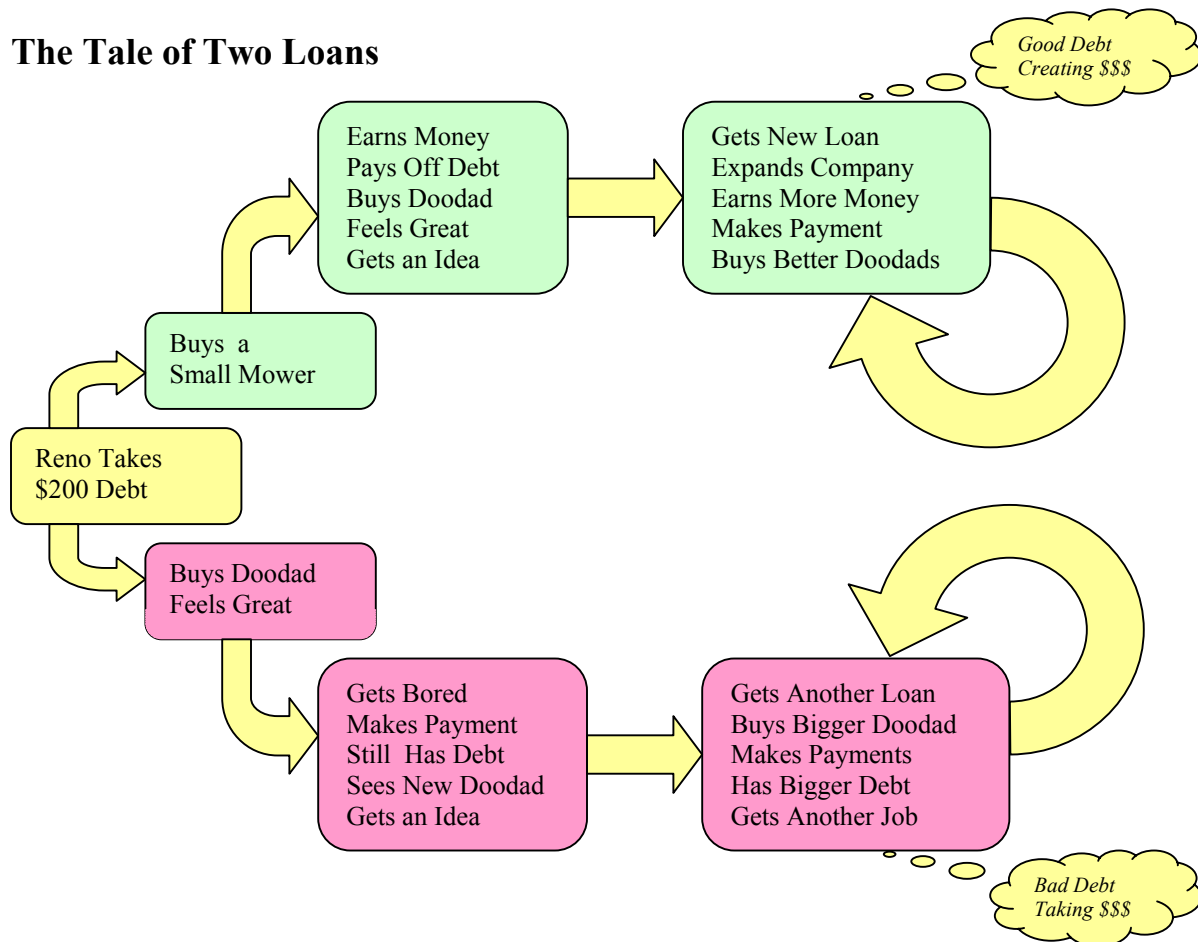 The Tale of Two Loans
Good Debt
Creating $$$
Earns Money
Pays Off Debt
Buys Doodad
Feels Great
Gets an Idea
Gets New Loan
Expands Company
Earns More Money
Makes Payment
Buys Better Doodads
Buys a
Small Mower
Reno Takes
$200 Debt
Buys Doodad
Feels Great
Gets Bored
Makes Payment
Still Has Debt
Sees New Doodad
Gets an Idea
Gets Another Loan
Buys Bigger Doodad
Makes Payments
Has Bigger Debt
Gets Another Job
Bad Debt
Taking $$$